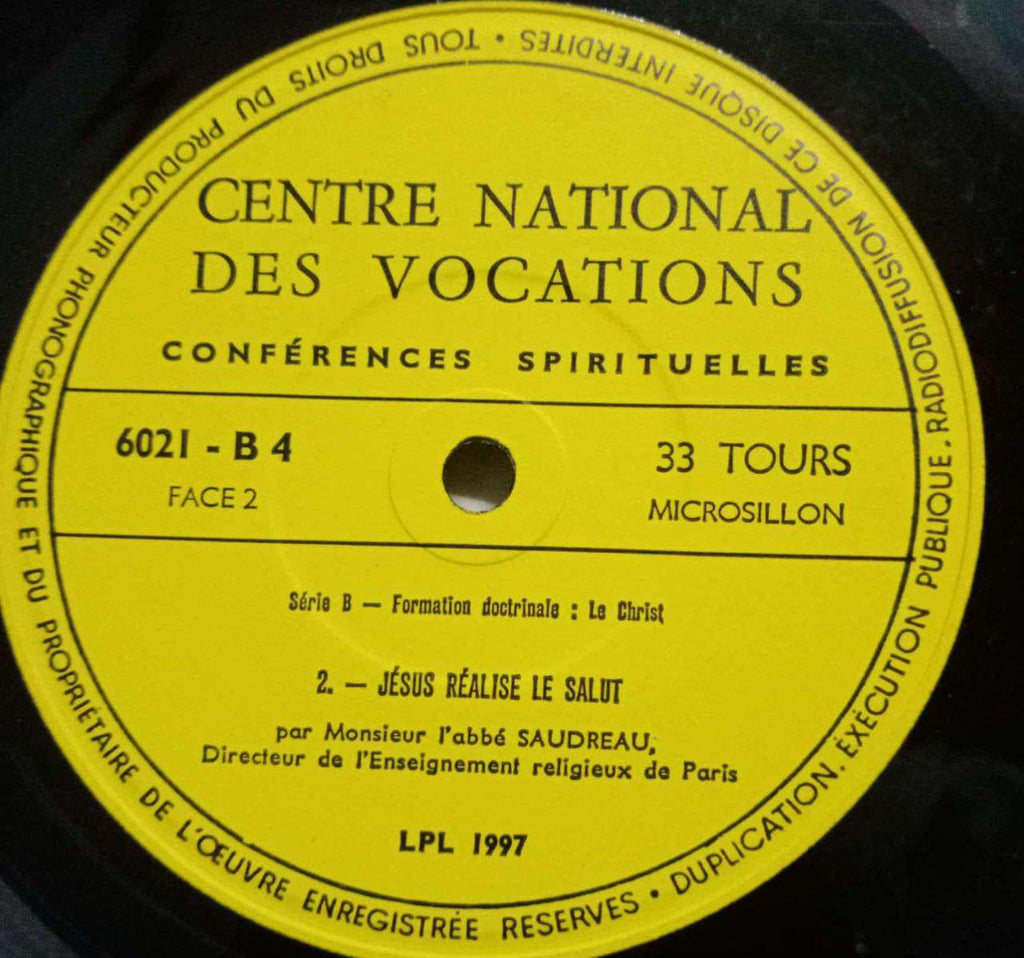 TOUS DROITS DU PRODUCTEUR PHONOGRAPHIQUE ET DU PROPRIÉTAIRE DE L'ŒUVRE ENREGISTRÉE RESERVES • DUPLICATION. ÉXÉCUTION PUBLIQUE. RADIODIFFUSION DE CE DISQUE INTERDITES •
CENTRE NATIONAL
DES VOCATIONS
CONFÉRENCES SPIRITUELLES
6021 - B 4
FACE 2
33 TOURS
MICROSILLON
Série B — Formation doctrinale : Le Christ
2. — JÉSUS RÉALISE LE SALUT
par Monsieur l'abbé SAUDREAU,
Directeur de l'Enseignement religieux de Paris
LPL 1997